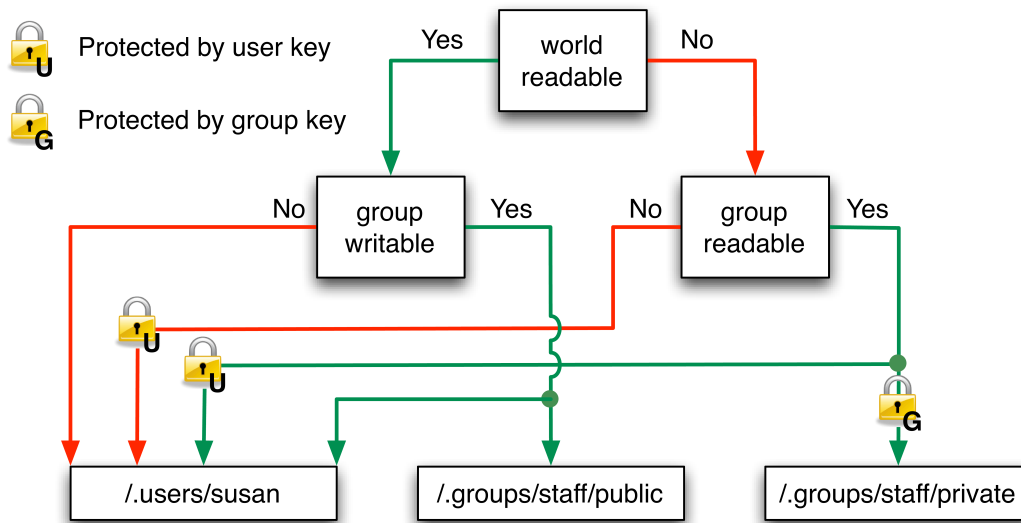 Protected by user key
U
Protected by group key
G
world
readable
Yes
No
group
writable
No
Yes
group
readable
No
Yes
U
U
G
/.users/susan
/.groups/staff/public
/.groups/staff/private